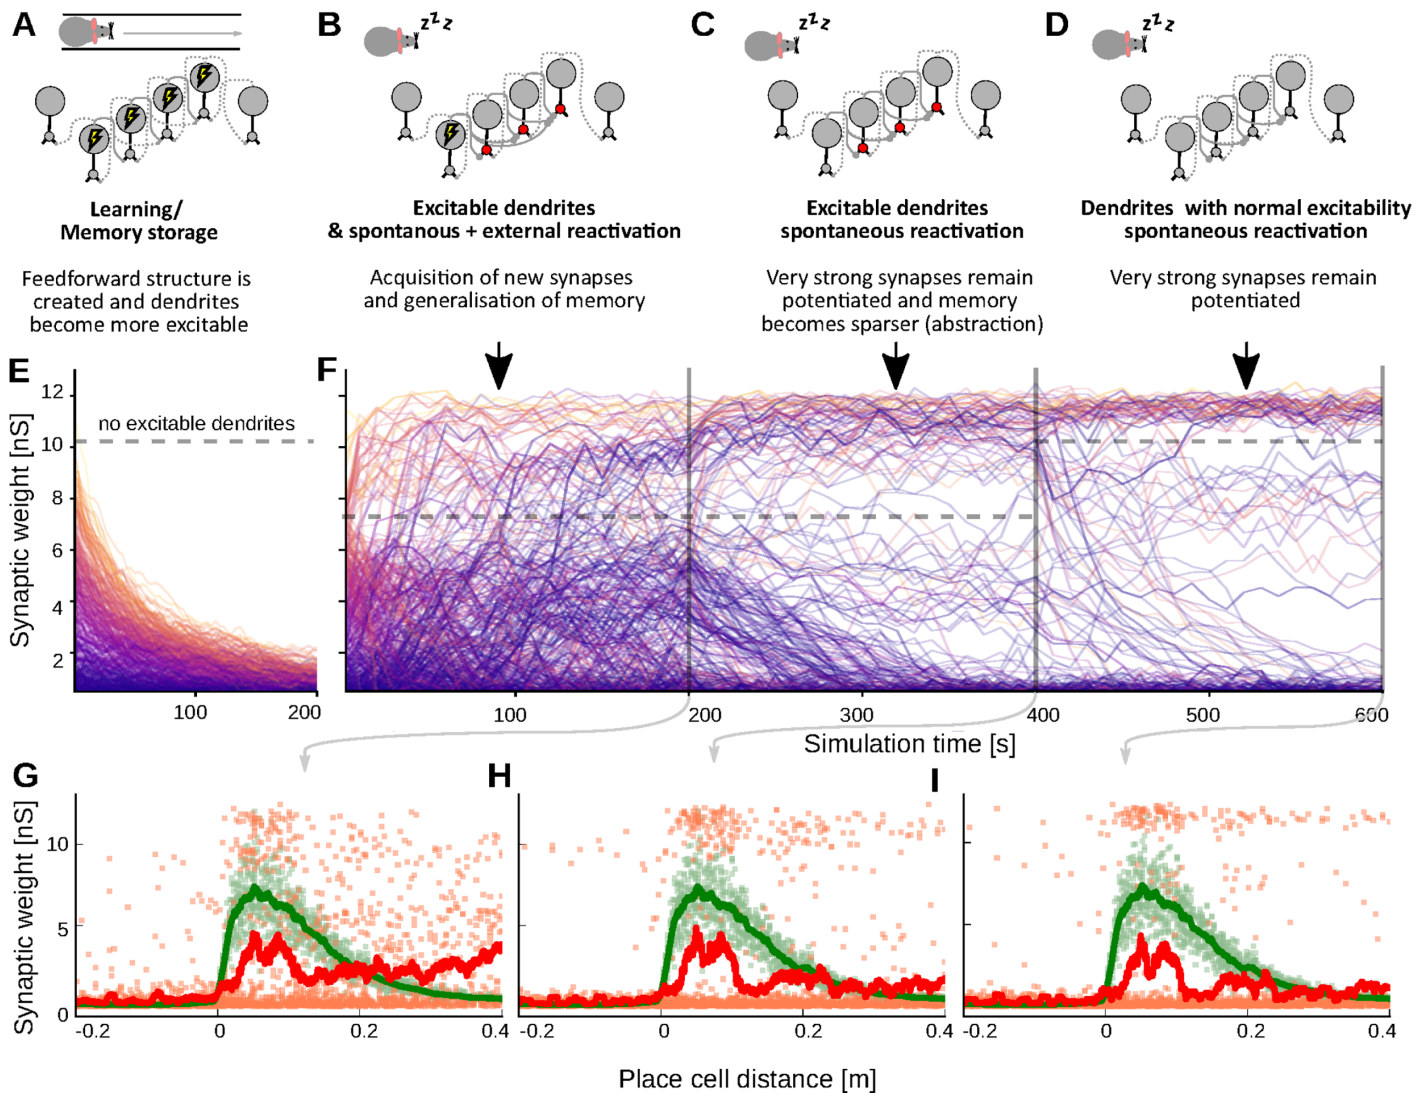 A
B
zzz
C
zzz
D
zzz
Learning/
Memory storage
Excitable dendrites
& spontanous + external reactivation
Excitable dendrites
spontaneous reactivation
Dendrites with normal excitability
spontaneous reactivation
Feedforward structure is
created and dendrites
become more excitable
Acquisition of new synapses
and generalisation of memory
Very strong synapses remain
potentiated and memory
becomes sparser (abstraction)
Very strong synapses remain
potentiated
E
F
Synaptic weight [nS]
12
10
8
6
4
2
no excitable dendrites
100
200
100
200
300
400
500
600
Simulation time [s]
G
H
I
Synaptic weight [nS]
10
5
0
-0.2
0
0.2
0.4
-0.2
0
0.2
0.4
-0.2
0
0.2
0.4
Place cell distance [m]